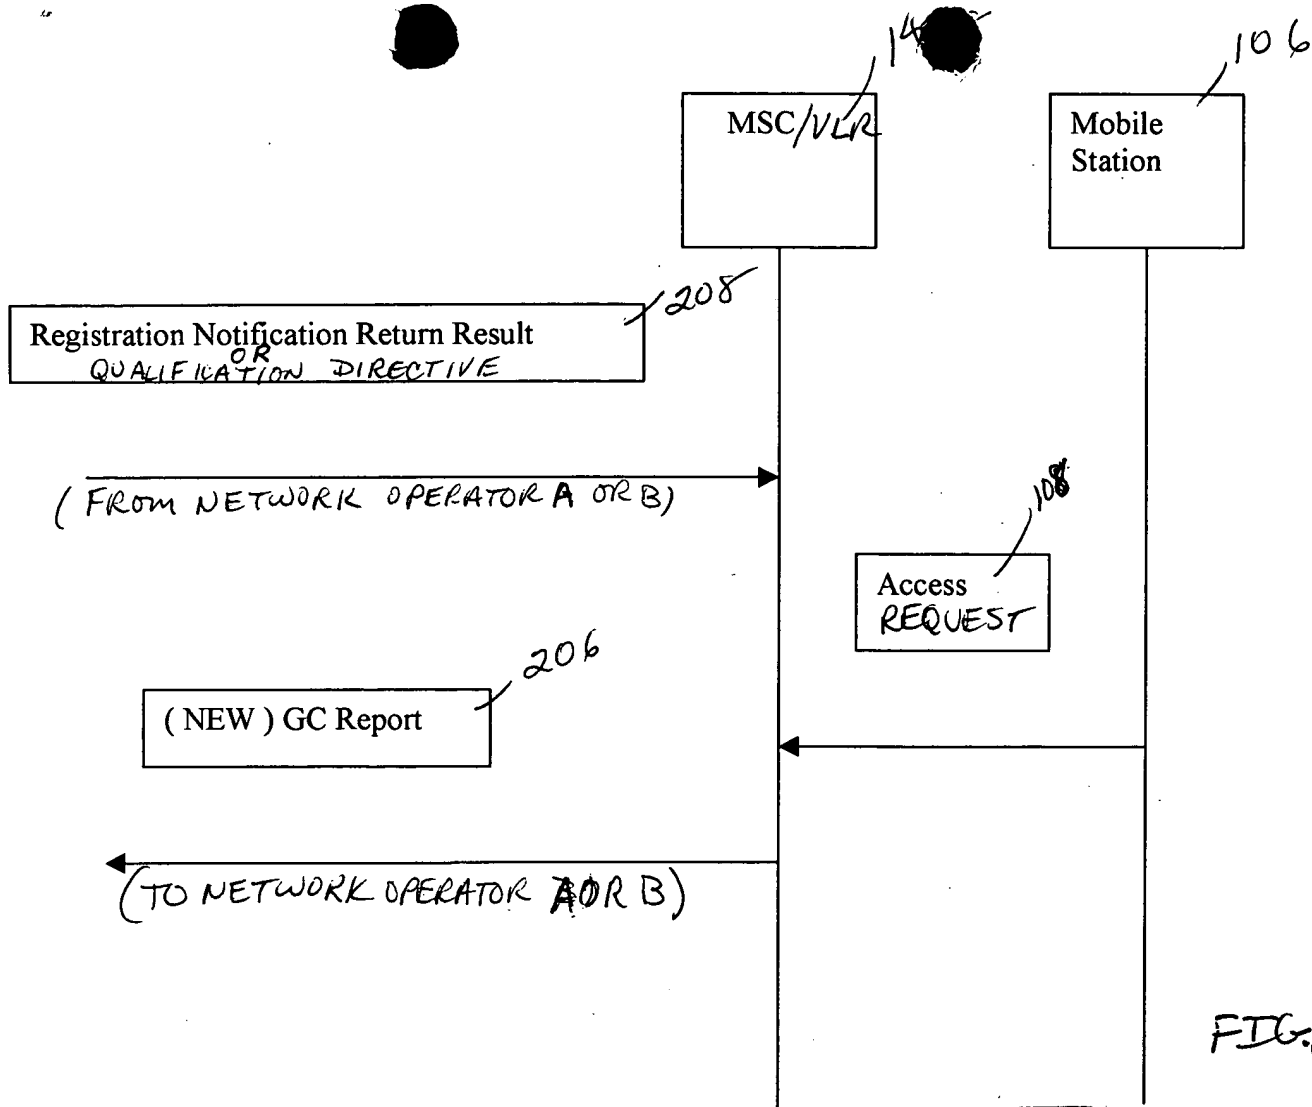 14
106
MSC/VLR
Mobile
Station
208
Registration Notification Return Result
OR
QUALIFICATION DIRECTIVE
(FROM NETWORK OPERATOR A OR B)
108
Access
REQUEST
206
( NEW ) GC Report
(TO NETWORK OPERATOR A OR B)
FIG.